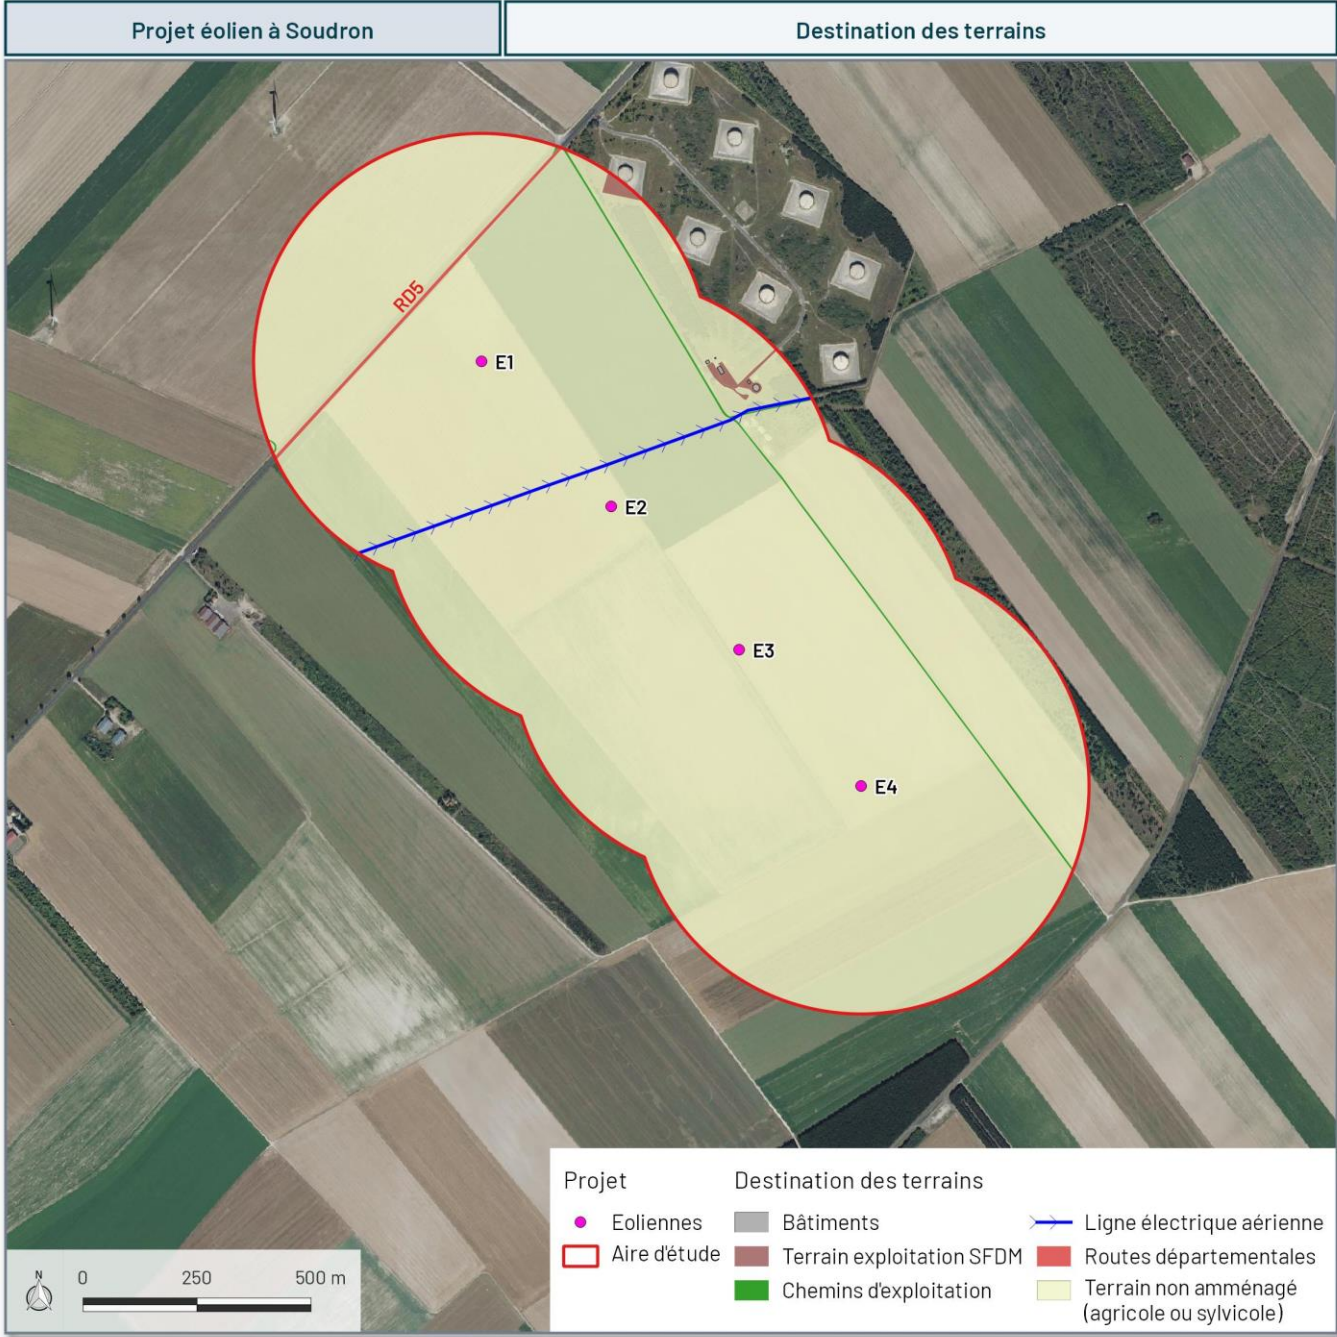 Projet éolien à Soudron
Destination des terrains
RD5
E1
E2
E3
E4
Projet
Eoliennes
Aire d'étude
Destination des terrains
Bâtiments
Terrain exploitation SFDM
Chemins d'exploitation
Ligne électrique aérienne
Routes départementales
Terrain non amménagé
(agricole ou sylvicole)
N
0 250 500 m